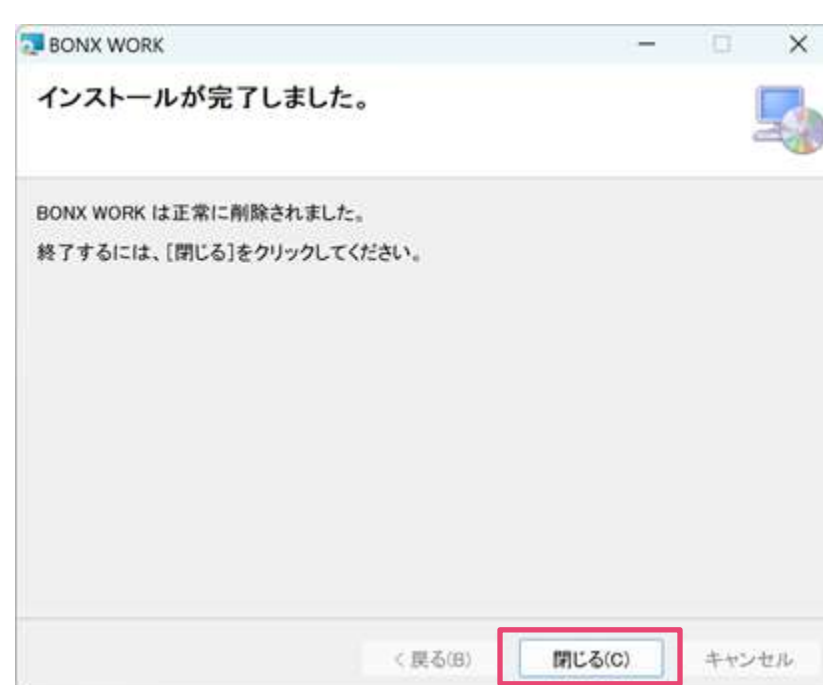 BONX WORK
インストールが完了しました。
BONX WORK は正常に削除されました。
終了するには、[閉じる]をクリックしてください。
< 戻る(B) 閉じる(C) キャンセル